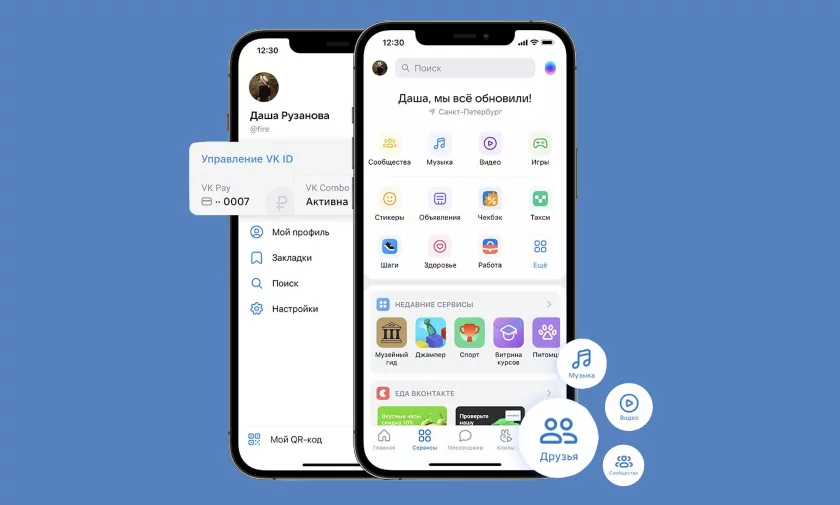 12:30
Даша Рузанова
@fire
Управление VK ID
VK Pay
VK Combo
·· 0007
Активна
Мой профиль
Закладки
Поиск
Настройки
Мой QR-код
12:30
Поиск
Даша, мы всё обновили!
Санкт-Петербург
Сообщества
Музыка
Видео
Игры
Стикеры
Объявления
Чекбэк
Такси
Шаги
Здоровье
Работа
Ещё
НЕДАВНИЕ СЕРВИСЫ
Музейный
гид
Джампер
Спорт
Витрина
курсов
Питомц
ЕДА ВКОНТАКТЕ
Вкусные часы
скидка 10%
Проверьте
нашу
Главная
Сервисы
Мессенджер
Клипы
Музыка
Видео
Друзья
Сообщества